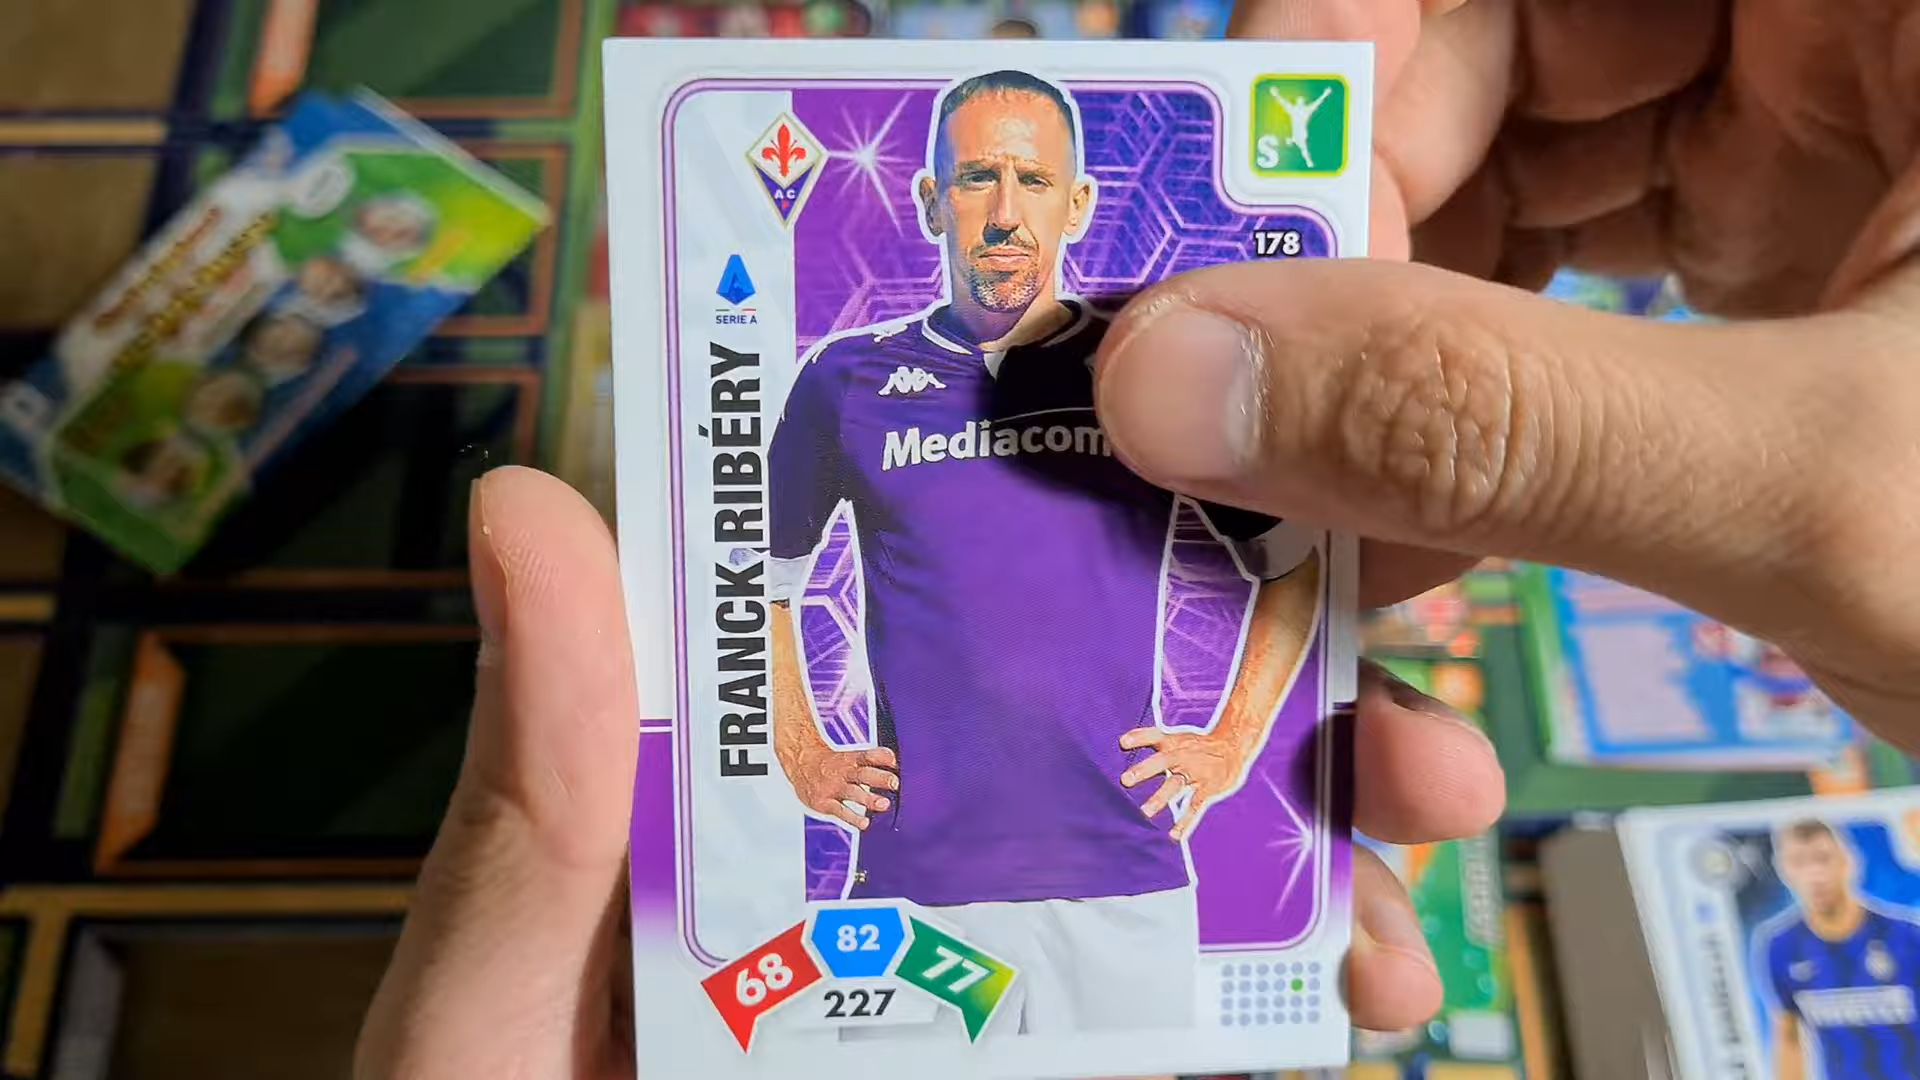 S
178
A C
F
SERIE A
FRANCK RIBÉRY
Mediacom
68
82
77
227